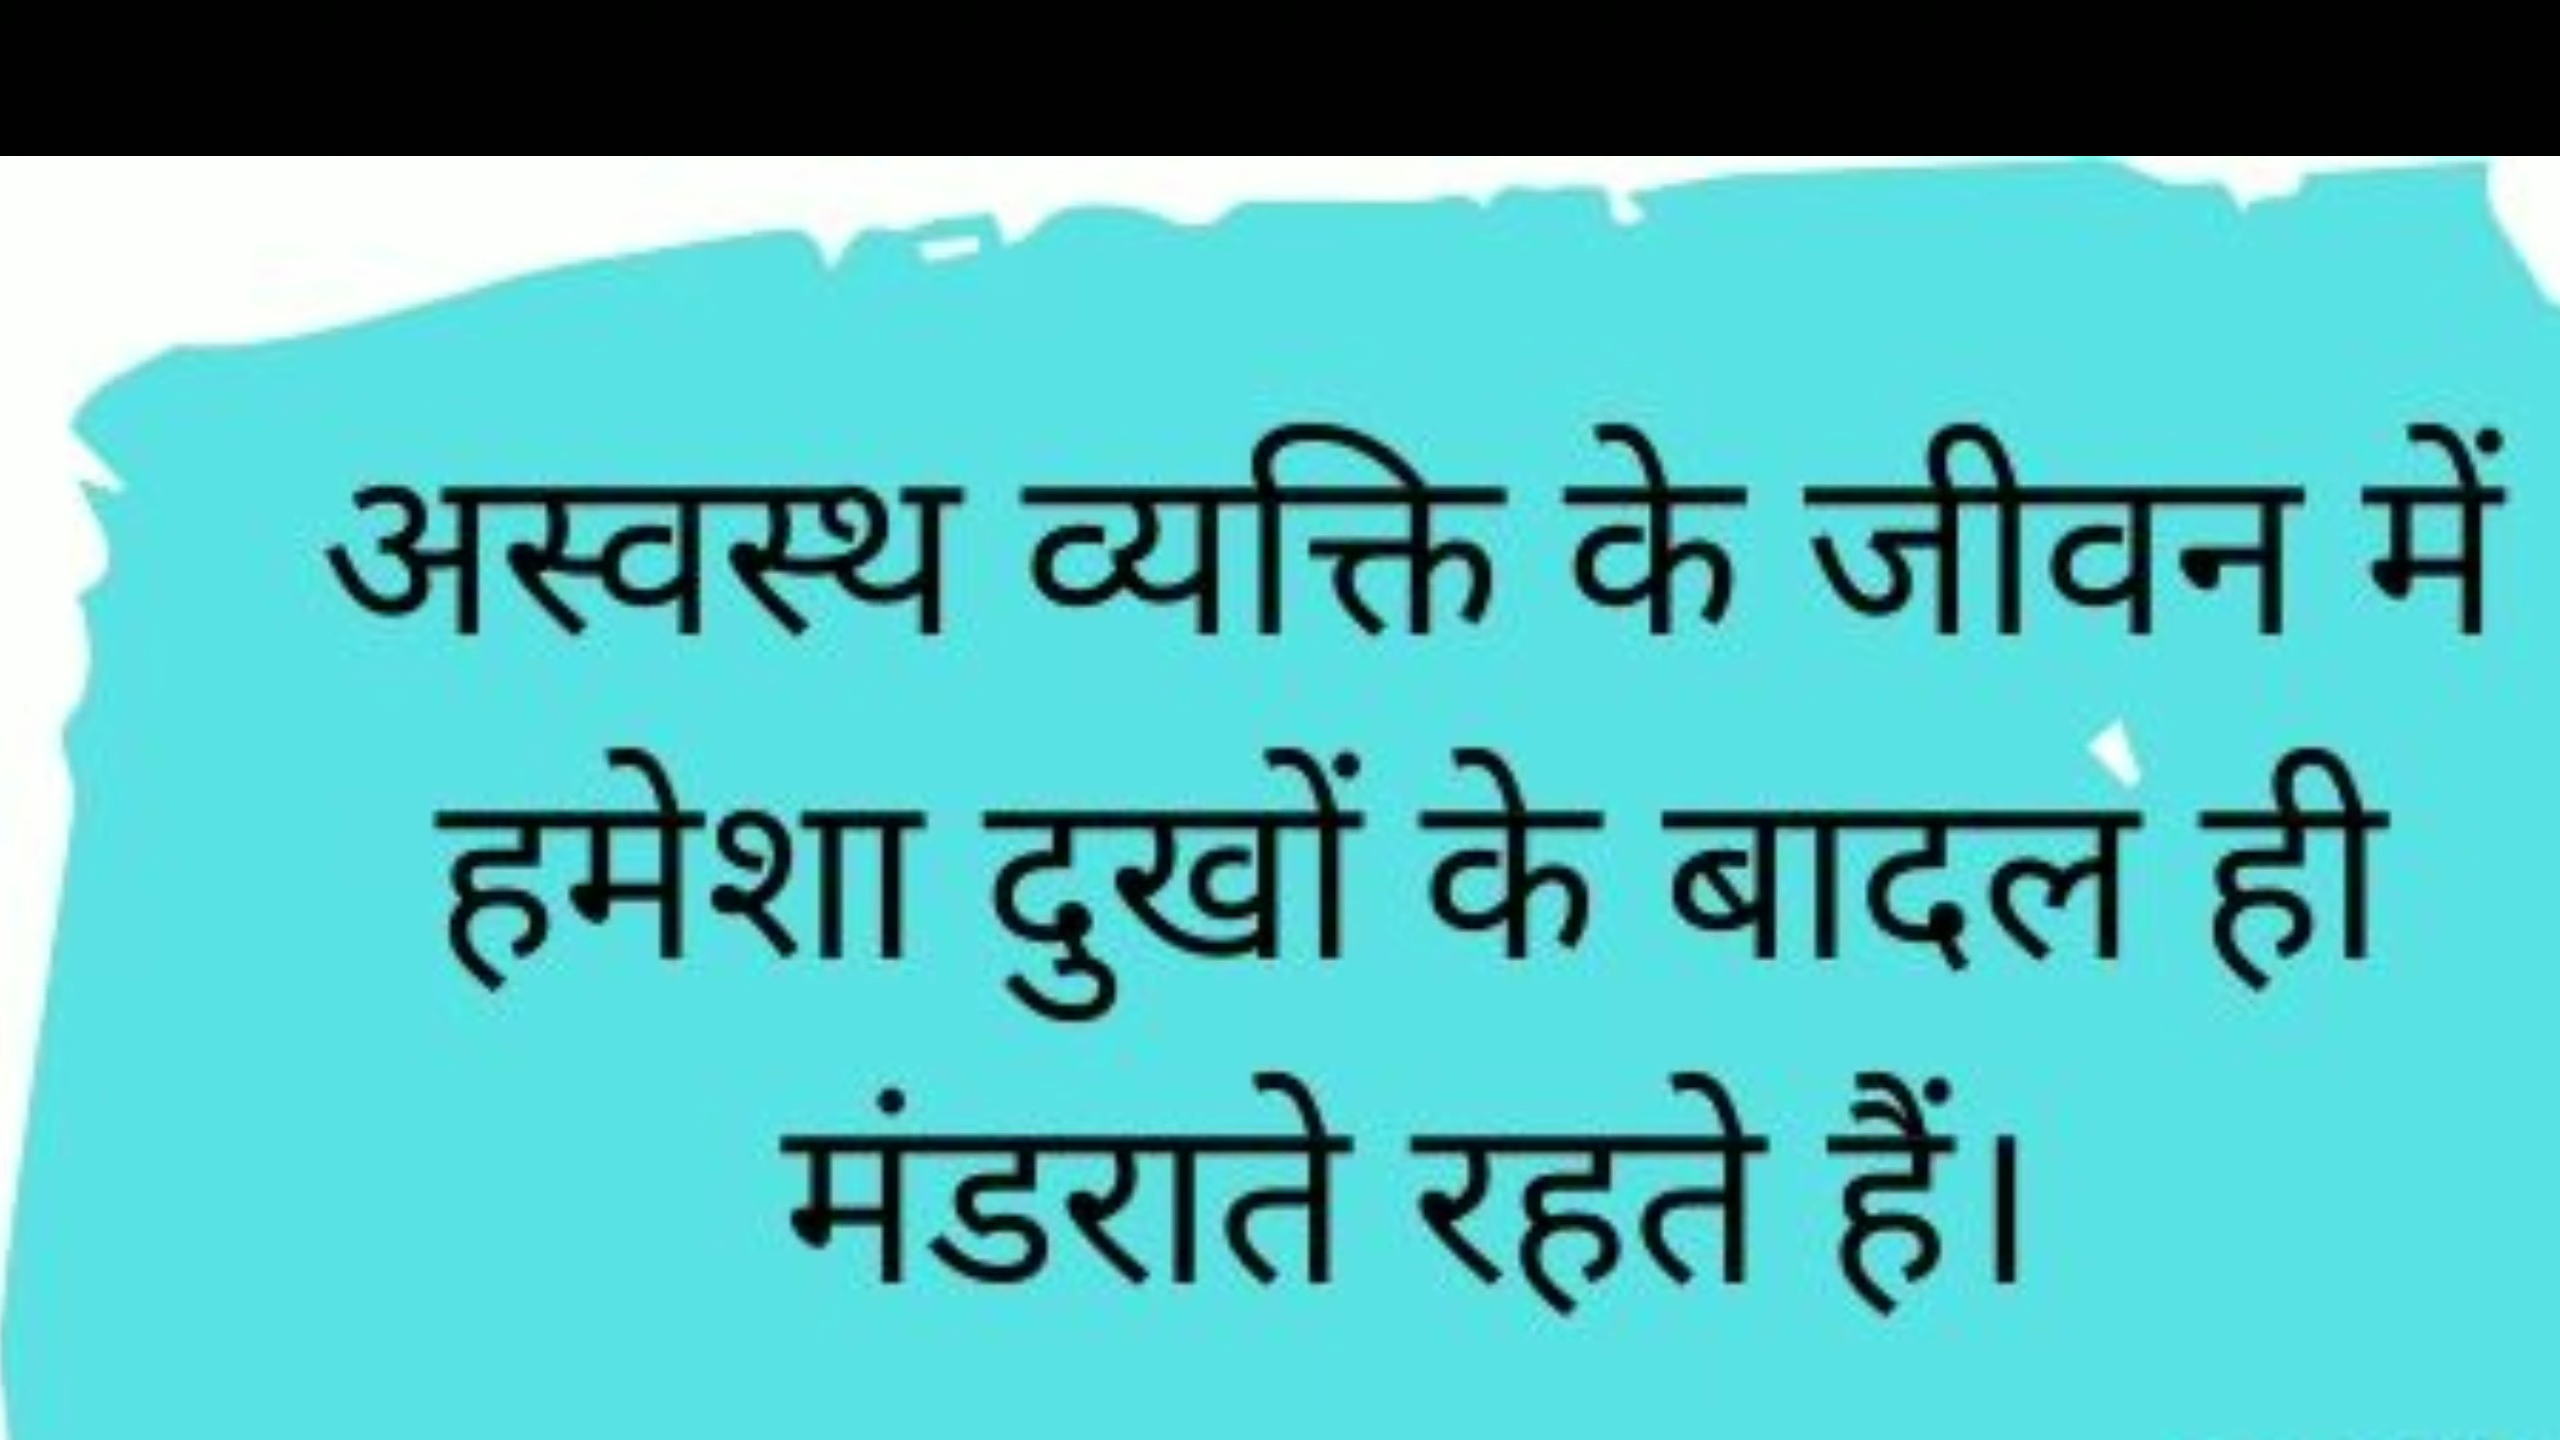 अस्वस्थ व्यक्ति के जीवन में
हमेशा दुखों के बादल ही
मंडराते रहते हैं।